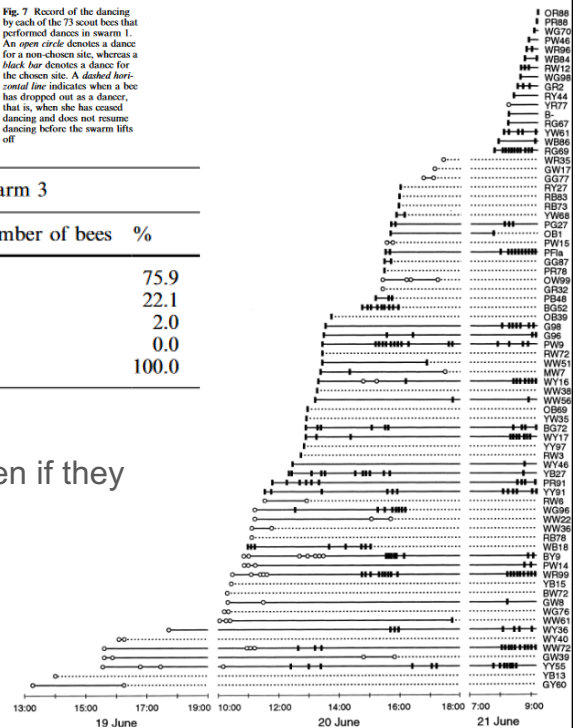 Fig. 7 Record of the dancing
by each of the 73 scout bees that
performed dances in swarm 1.
An open circle denotes a dance
for a non-chosen site, whereas a
black bar denotes a dance for
the chosen site. A dashed hori-
zontal line indicates when a bee
has dropped out as a dancer,
that is, when she has ceased
dancing and does not resume
dancing before the swarm lifts
off
arm 3
mber of bees %
75.9
22.1
2.0
0.0
100.0
en if they
OR88
PR88
WG70
PW46
WR96
WB84
RW12
WG98
GR2
RY44
YR77
B-
RG67
YW61
WB86
RG69
WR35
GW17
GG77
RY27
RB83
RB73
YW68
PG27
OB1
PW15
PFla
GG87
PR78
OW99
GR32
PB48
BG52
OB39
G98
G96
PW9
RW72
WW51
MW7
WY16
WW38
WW56
OB69
YW35
BG72
WY17
YY97
RW3
WY46
YB27
PR91
YY91
RW6
WG96
WW22
WW36
RB78
WB18
BY9
PW14
WR99
YB15
BW72
GW8
WG76
WW61
WY36
WY40
WW72
GW39
YY55
YB13
GY60
13:00 15:00 17:00 19:00 10:00 12:00 14:00 16:00 18:00 7:00 9:00
19 June 20 June 21 June